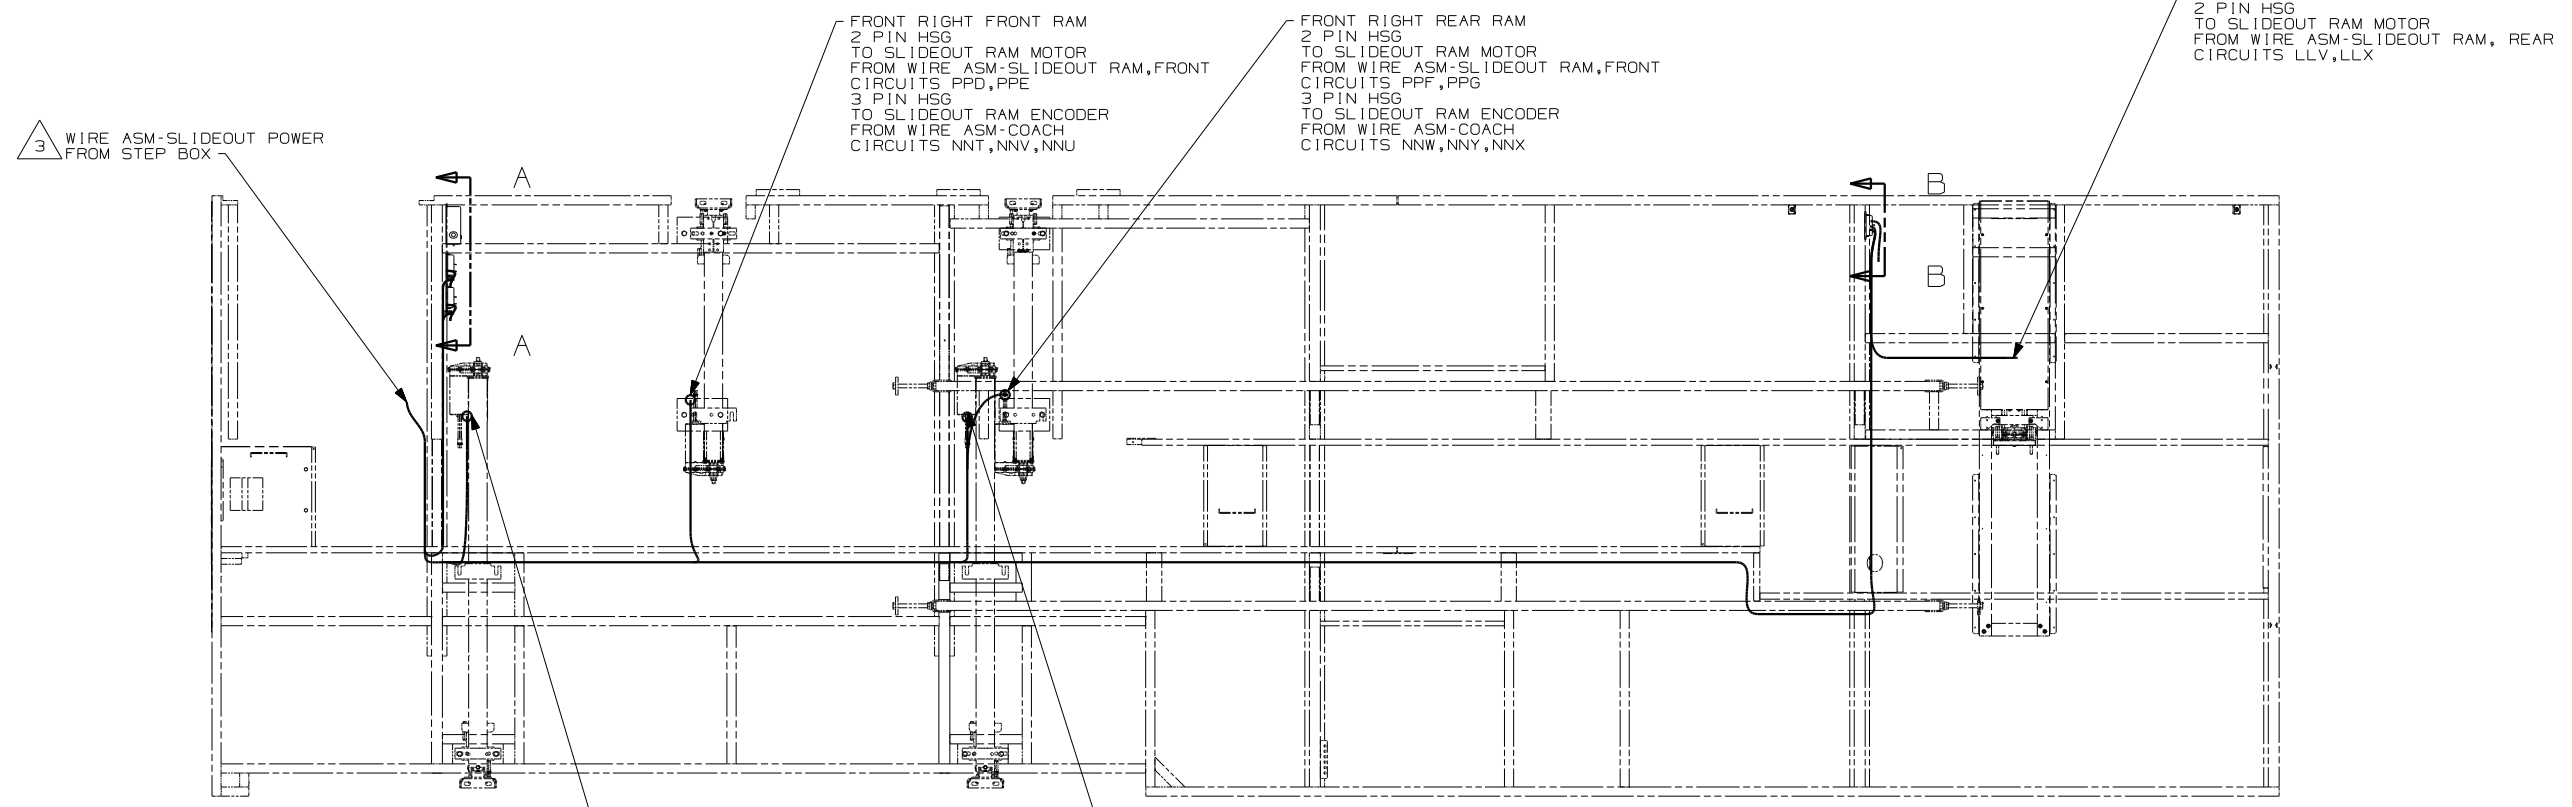 FRONT RIGHT FRONT RAM
2 PIN HSG
TO SLIDEOUT RAM MOTOR
FROM WIRE ASM-SLIDEOUT RAM,FRONT
CIRCUITS PPD,PPE
3 PIN HSG
TO SLIDEOUT RAM ENCODER
FROM WIRE ASM-COACH
CIRCUITS NNT,NNV,NNU
FRONT RIGHT REAR RAM
2 PIN HSG
TO SLIDEOUT RAM MOTOR
FROM WIRE ASM-SLIDEOUT RAM,FRONT
CIRCUITS PPF,PPG
3 PIN HSG
TO SLIDEOUT RAM ENCODER
FROM WIRE ASM-COACH
CIRCUITS NNW,NNY,NNX
2 PIN HSG
TO SLIDEOUT RAM MOTOR
FROM WIRE ASM-SLIDEOUT RAM, REAR
CIRCUITS LLV,LLX
3
WIRE ASM-SLIDEOUT POWER
FROM STEP BOX
A
A
B
B